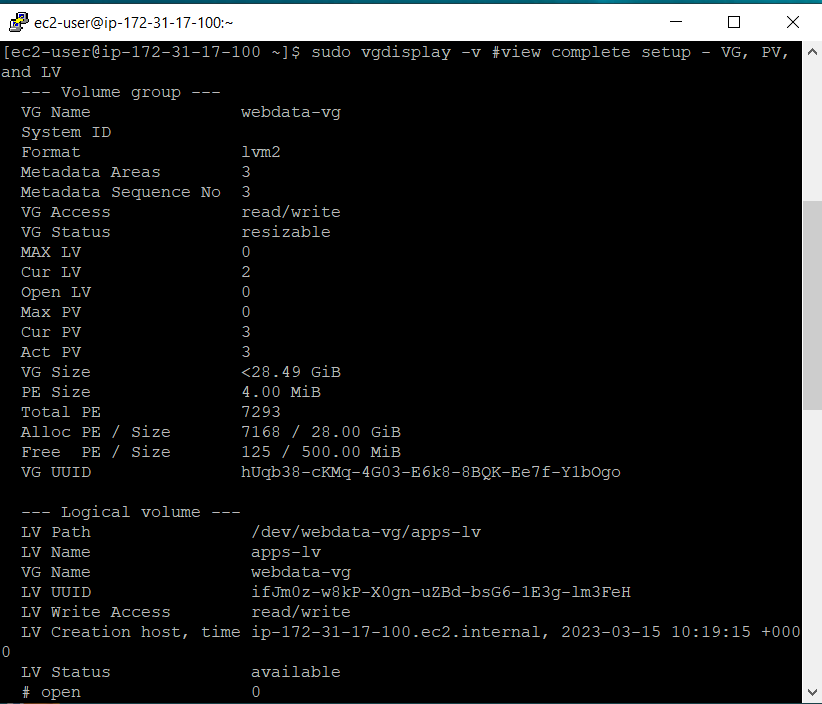 ec2-user@ip-172-31-17-100:~
[ec2-user@ip-172-31-17-100 ~]$ sudo vgdisplay -v #view complete setup - VG, PV,
and LV
  --- Volume group ---
  VG Name               webdata-vg
  System ID
  Format                lvm2
  Metadata Areas        3
  Metadata Sequence No  3
  VG Access             read/write
  VG Status             resizable
  MAX LV                0
  Cur LV                2
  Open LV               0
  Max PV                0
  Cur PV                3
  Act PV                3
  VG Size               <28.49 GiB
  PE Size               4.00 MiB
  Total PE              7293
  Alloc PE / Size       7168 / 28.00 GiB
  Free  PE / Size       125 / 500.00 MiB
  VG UUID               hUqb38-cKMq-4G03-E6k8-8BQK-Ee7f-Y1bOgo

  --- Logical volume ---
  LV Path                /dev/webdata-vg/apps-lv
  LV Name                apps-lv
  VG Name                webdata-vg
  LV UUID                ifJm0z-w8kP-X0gn-uZBd-bsG6-1E3g-lm3FeH
  LV Write Access        read/write
  LV Creation host, time ip-172-31-17-100.ec2.internal, 2023-03-15 10:19:15 +000
0
  LV Status              available
  # open                 0